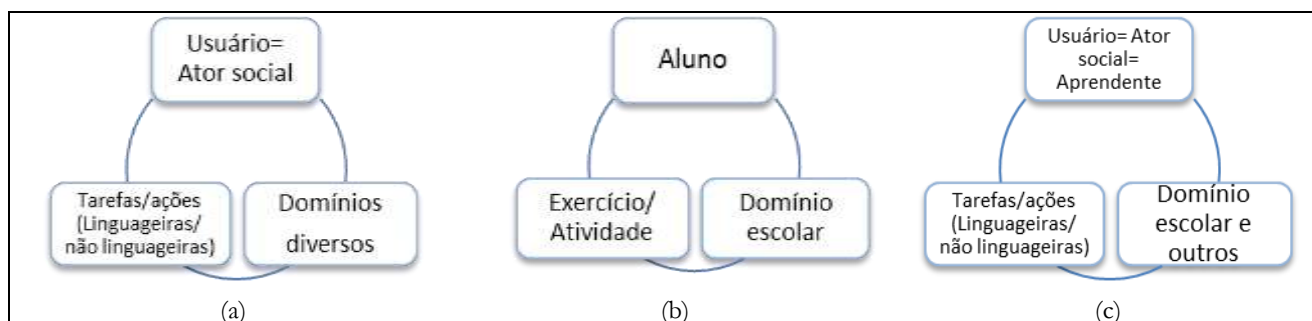 Usuário=
Ator social
Tarefas/ações
(Linguageiras/
não linguageiras)
Domínios
diversos
(a)
Aluno
Exercício/
Atividade
Domínio
escolar
(b)
Usuário= Ator
social=
Aprendente
Tarefas/ações
(Linguageiras/
não linguageiras)
Domínio
escolar e
outros
(c)